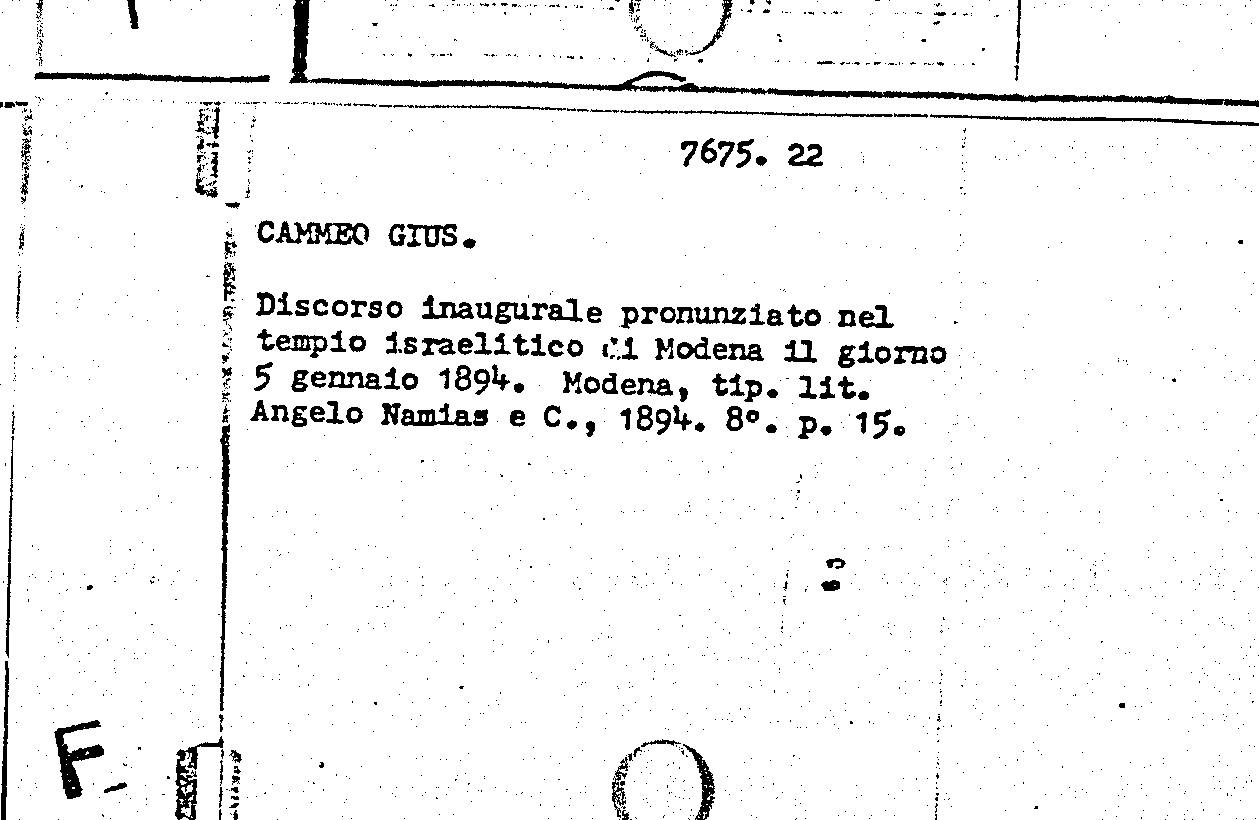 7675. 22
CAMMEO GIUS.
Discorso inaugurale pronunziato nel
tempio israelitico di Modena il giorno
5 gennaio 1894. Modena, tip. lit.
Angelo Namias e C., 1894. 8°. p. 15.
F